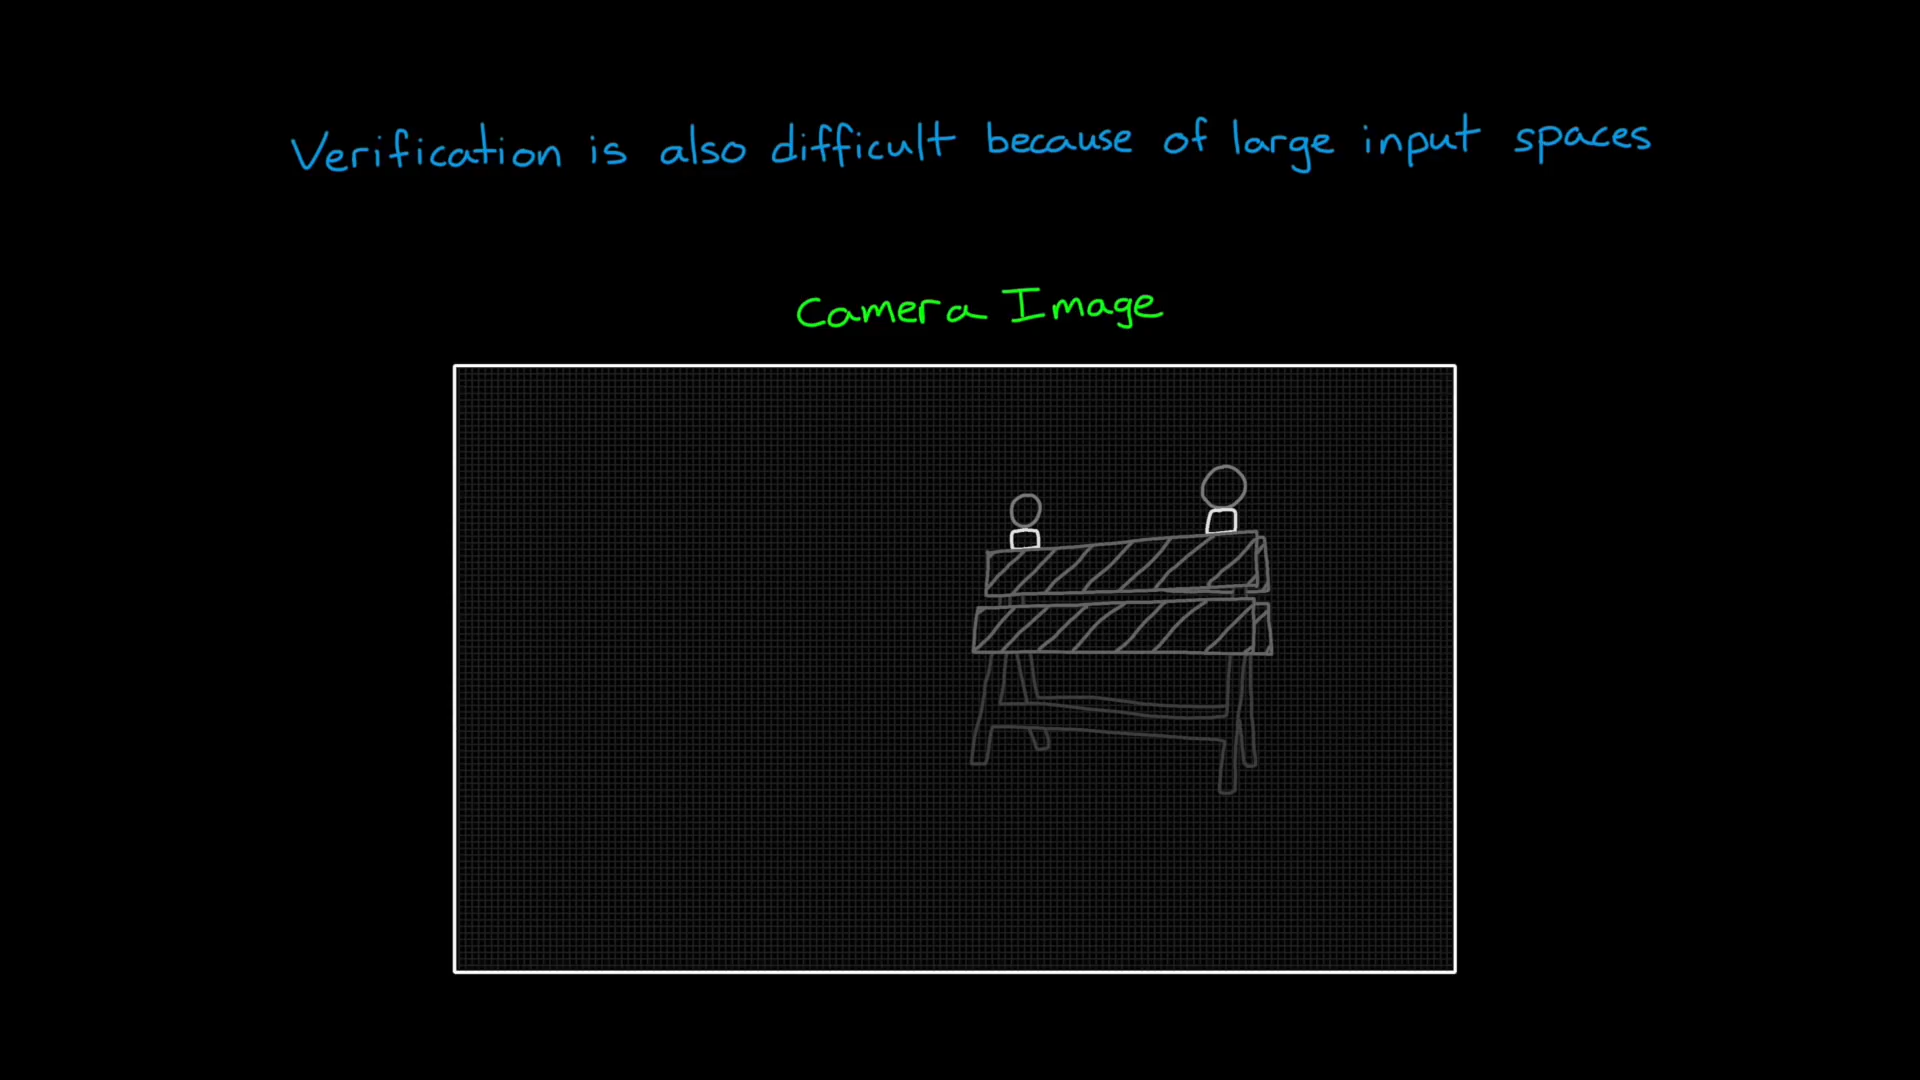 Verification is also difficult because of large input spaces
Camera Image